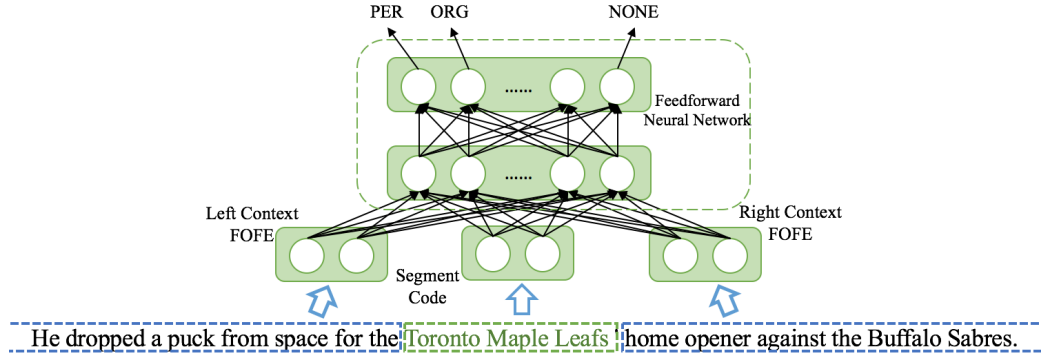 PER ORG NONE
......
Feedforward
Neural Network
......
Left Context
FOFE
Right Context
FOFE
Segment
Code
He dropped a puck from space for the Toronto Maple Leafs ' home opener against the Buffalo Sabres.